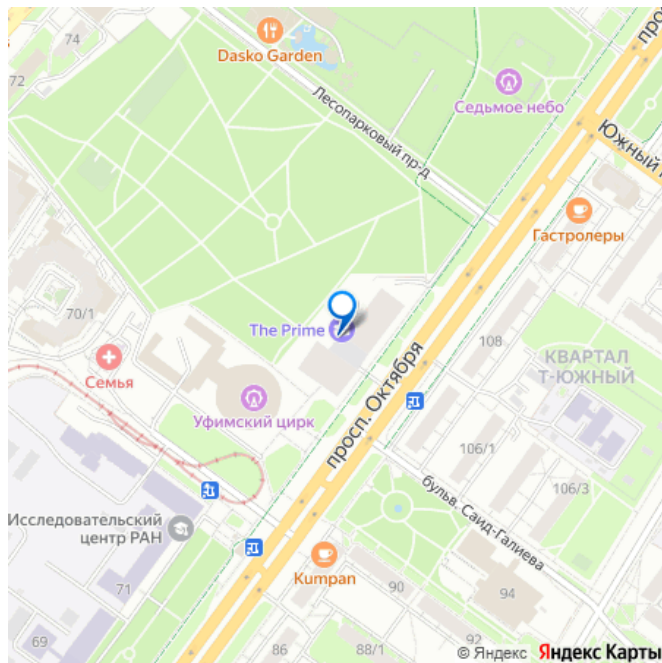 74
72
Dasko Garden
Лесопарковый пр-д
Седьмое небо
Южный
Гастролеры
The Prime
70/1
Семья
Уфимский цирк
просп. Октября
108
КВАРТАЛ
Т-ЮЖНЫЙ
106/1
106/3
бульв. Саид-Галиева
Исследовательский
центр РАН
71
69
Kumpan
90
94
92
86
88/1
© Яндекс Яндекс Карты